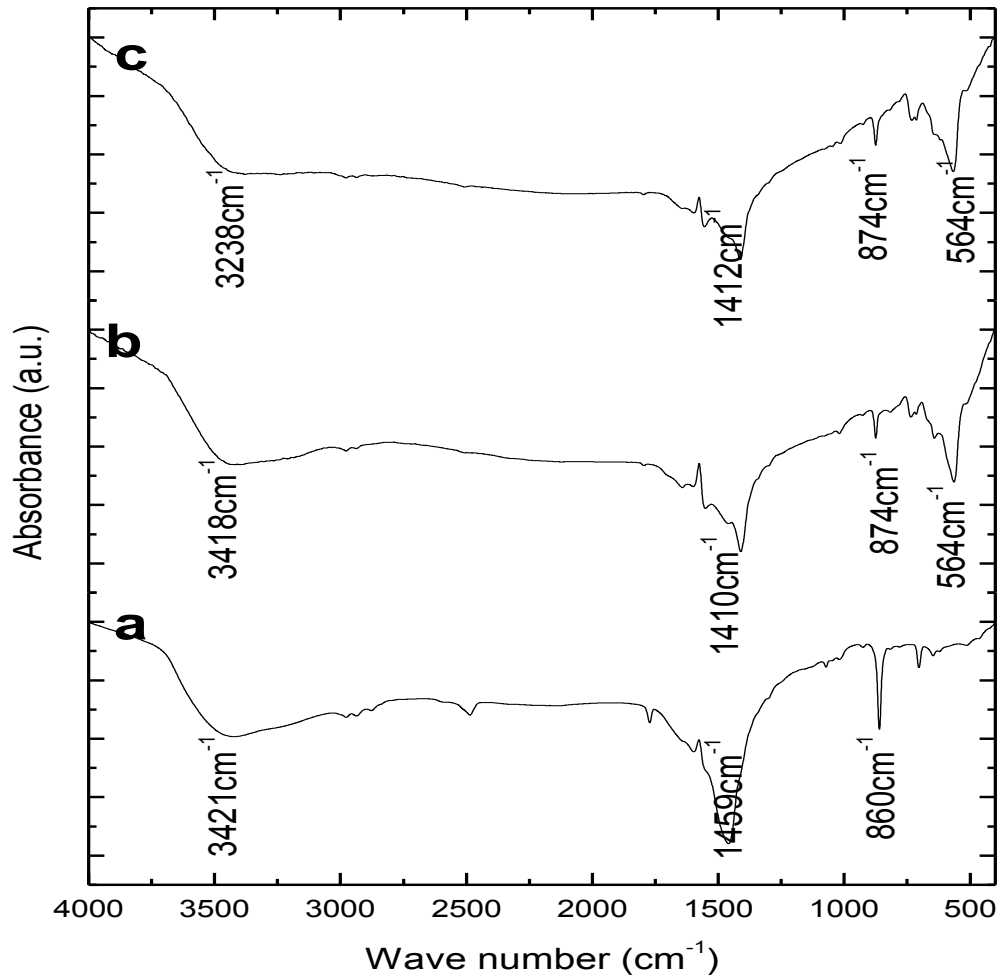 c
3238cm⁻¹
1412cm⁻¹
874cm⁻¹
564cm⁻¹
b
3418cm⁻¹
1410cm⁻¹
874cm⁻¹
564cm⁻¹
a
3421cm⁻¹
1459cm⁻¹
860cm⁻¹
Absorbance (a.u.)
4000 3500 3000 2500 2000 1500 1000 500
Wave number (cm⁻¹)